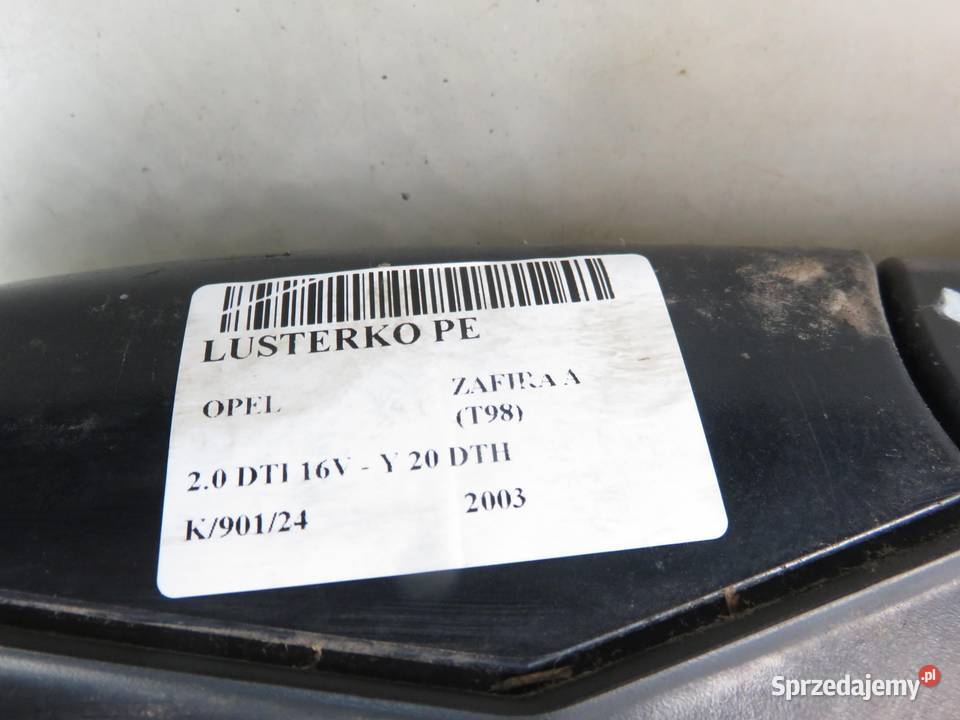 LUSTERKO PE
OPEL ZAFIRA A
(T98)
2.0 DTI 16V - Y 20 DTH
K/901/24 2003
Sprzedajemy.pl